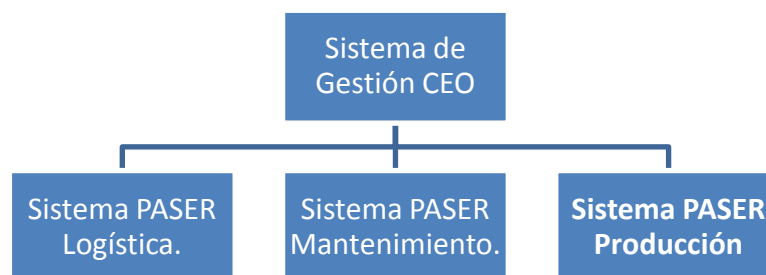 Sistema de
Gestión CEO
Sistema PASER
Logística.
Sistema PASER
Mantenimiento.
Sistema PASER
Producción